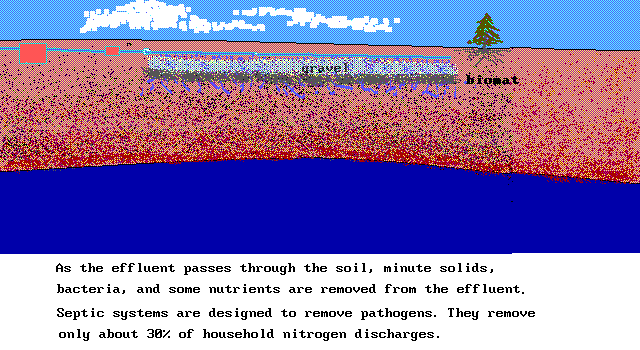 gravel
biomat
As the effluent passes through the soil, minute solids,
bacteria, and some nutrients are removed from the effluent.
Septic systems are designed to remove pathogens. They remove
only about 30% of household nitrogen discharges.